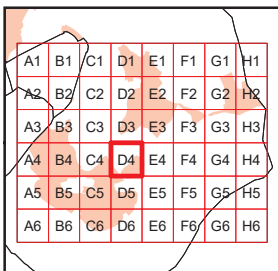 A1 B1 C1 D1 E1 F1 G1 H1
A2 B2 C2 D2 E2 F2 G2 H2
A3 B3 C3 D3 E3 F3 G3 H3
A4 B4 C4 D4 E4 F4 G4 H4
A5 B5 C5 D5 E5 F5 G5 H5
A6 B6 C6 D6 E6 F6 G6 H6